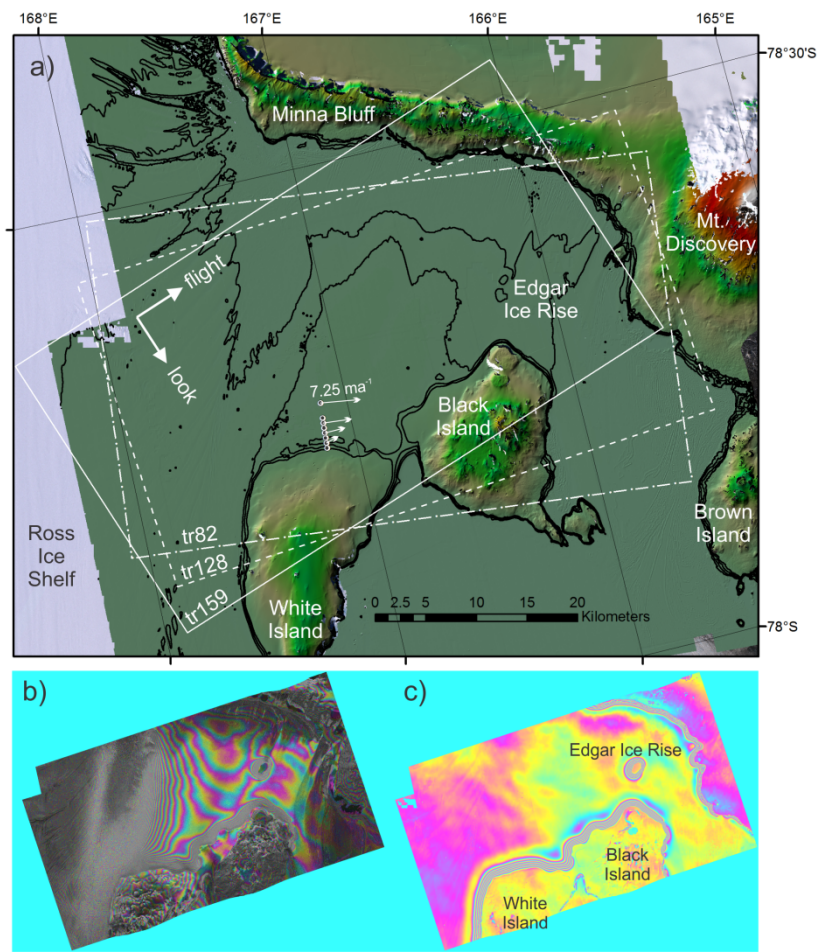 168°E
167°E
166°E
165°E
a)
78°30'S
Minna Bluff
Mt.
Discovery
flight
look
Edgar
Ice Rise
7.25 ma⁻¹
Black
Island
Brown
Island
Ross
Ice
Shelf
tr82
tr128
tr159
White
Island
0 2.5 5 10 15 20
Kilometers
78°S
b)
c)
Edgar Ice Rise
Black
Island
White
Island